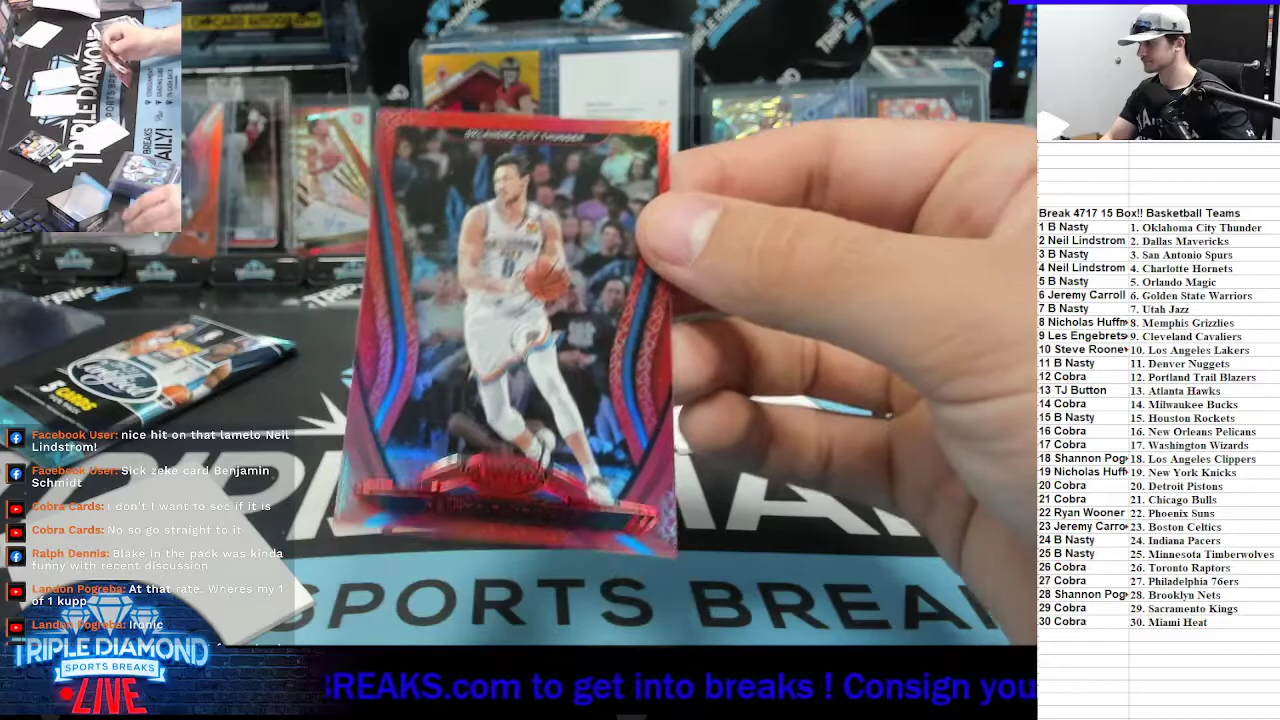 OKLAHOMA CITY THUNDER
5 CARDS
TRIPLE DIAMOND
SPORTS BREAKS
BREAKS
DAILY!
Facebook User: nice hit on that lamelo Neil
Lindstrom!
Facebook User: Sick zeke card Benjamin
Schmidt
Cobra Cards: I don't I want to see if it is
Cobra Cards: No so go straight to it
Ralph Dennis: Blake in the pack was kinda
funny with recent discussion
Landon Pogreba: At that rate. Wheres my 1
of 1 kupp
Landon Pogreba: Ironic
TRIPLE DIAMOND
SPORTS BREAKS
LIVE
BREAKS.com to get into breaks ! Consign you
Break 4717 15 Box!! Basketball Teams
1 B Nasty 1. Oklahoma City Thunder
2 Neil Lindstrom 2. Dallas Mavericks
3 B Nasty 3. San Antonio Spurs
4 Neil Lindstrom 4. Charlotte Hornets
5 B Nasty 5. Orlando Magic
6 Jeremy Carroll 6. Golden State Warriors
7 B Nasty 7. Utah Jazz
8 Nicholas Huffm 8. Memphis Grizzlies
9 Les Engebrets 9. Cleveland Cavaliers
10 Steve Roone 10. Los Angeles Lakers
11 B Nasty 11. Denver Nuggets
12 Cobra 12. Portland Trail Blazers
13 TJ Button 13. Atlanta Hawks
14 Cobra 14. Milwaukee Bucks
15 B Nasty 15. Houston Rockets
16 Cobra 16. New Orleans Pelicans
17 Cobra 17. Washington Wizards
18 Shannon Pog 18. Los Angeles Clippers
19 Nicholas Huff 19. New York Knicks
20 Cobra 20. Detroit Pistons
21 Cobra 21. Chicago Bulls
22 Ryan Wooner 22. Phoenix Suns
23 Jeremy Carro 23. Boston Celtics
24 B Nasty 24. Indiana Pacers
25 B Nasty 25. Minnesota Timberwolves
26 Cobra 26. Toronto Raptors
27 Cobra 27. Philadelphia 76ers
28 Shannon Pog 28. Brooklyn Nets
29 Cobra 29. Sacramento Kings
30 Cobra 30. Miami Heat